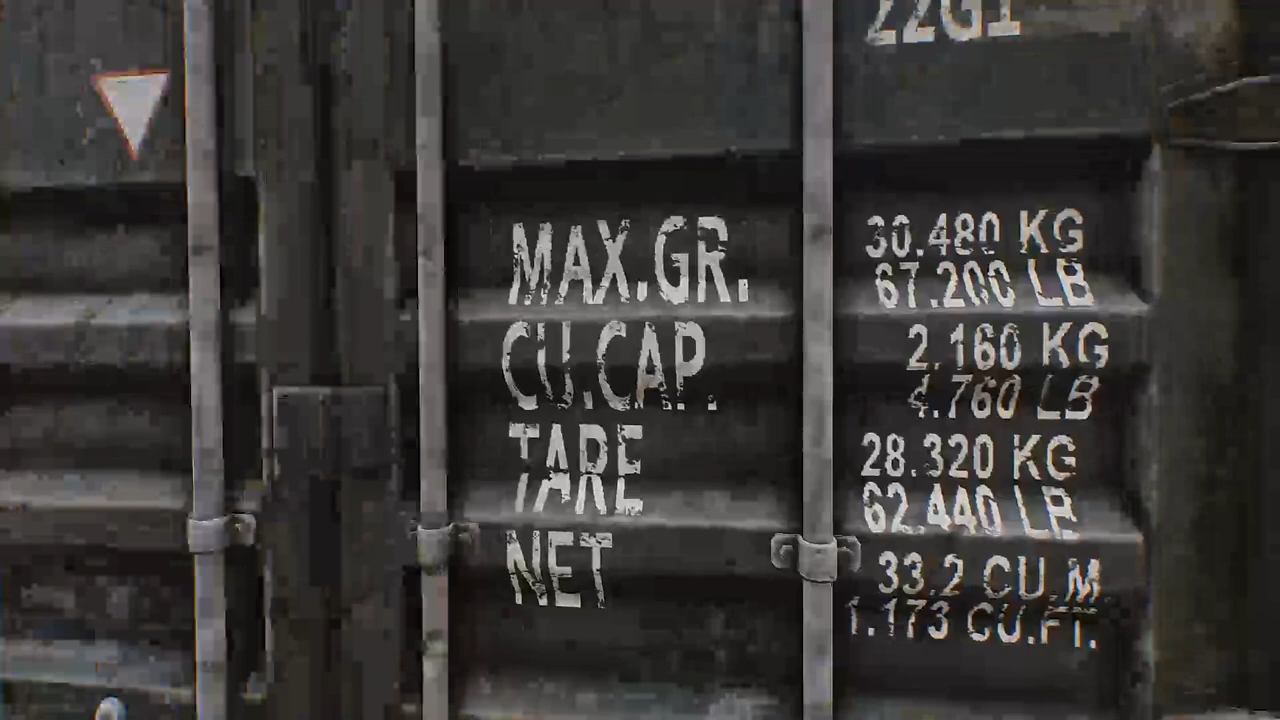 22G1
MAX.GR. 30.480 KG
67.200 LB
CU.CAP. 2.160 KG
4.760 LB
TARE 28.320 KG
62.440 LB
NET 33.2 CU.M
1.173 CU.FT.